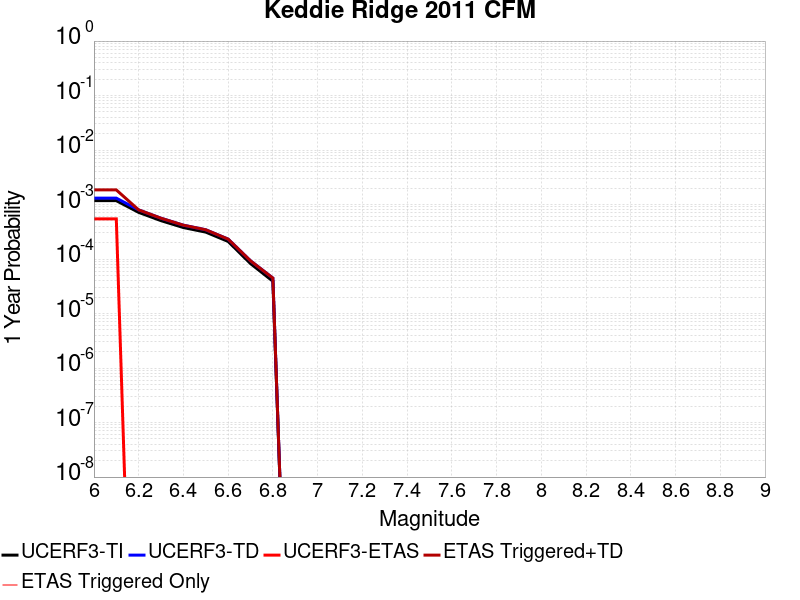 Keddie Ridge 2011 CFM
10^0
10^-1
10^-2
10^-3
10^-4
10^-5
10^-6
10^-7
10^-8
1 Year Probability
6 6.2 6.4 6.6 6.8 7 7.2 7.4 7.6 7.8 8 8.2 8.4 8.6 8.8 9
Magnitude
UCERF3-TI UCERF3-TD UCERF3-ETAS ETAS Triggered+TD
ETAS Triggered Only